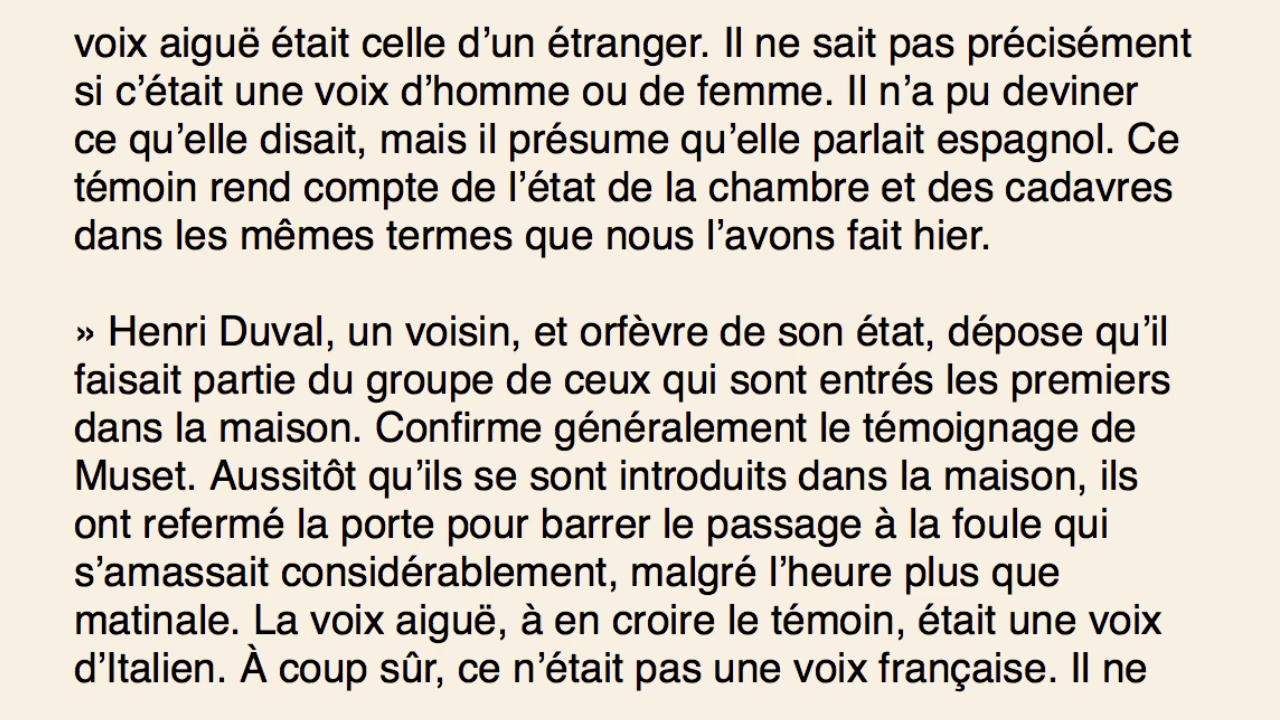 voix aiguë était celle d’un étranger. Il ne sait pas précisément
si c’était une voix d’homme ou de femme. Il n’a pu deviner
ce qu’elle disait, mais il présume qu’elle parlait espagnol. Ce
témoin rend compte de l’état de la chambre et des cadavres
dans les mêmes termes que nous l’avons fait hier.

» Henri Duval, un voisin, et orfèvre de son état, dépose qu’il
faisait partie du groupe de ceux qui sont entrés les premiers
dans la maison. Confirme généralement le témoignage de
Muset. Aussitôt qu’ils se sont introduits dans la maison, ils
ont refermé la porte pour barrer le passage à la foule qui
s’amassait considérablement, malgré l’heure plus que
matinale. La voix aiguë, à en croire le témoin, était une voix
d’Italien. À coup sûr, ce n’était pas une voix française. Il ne